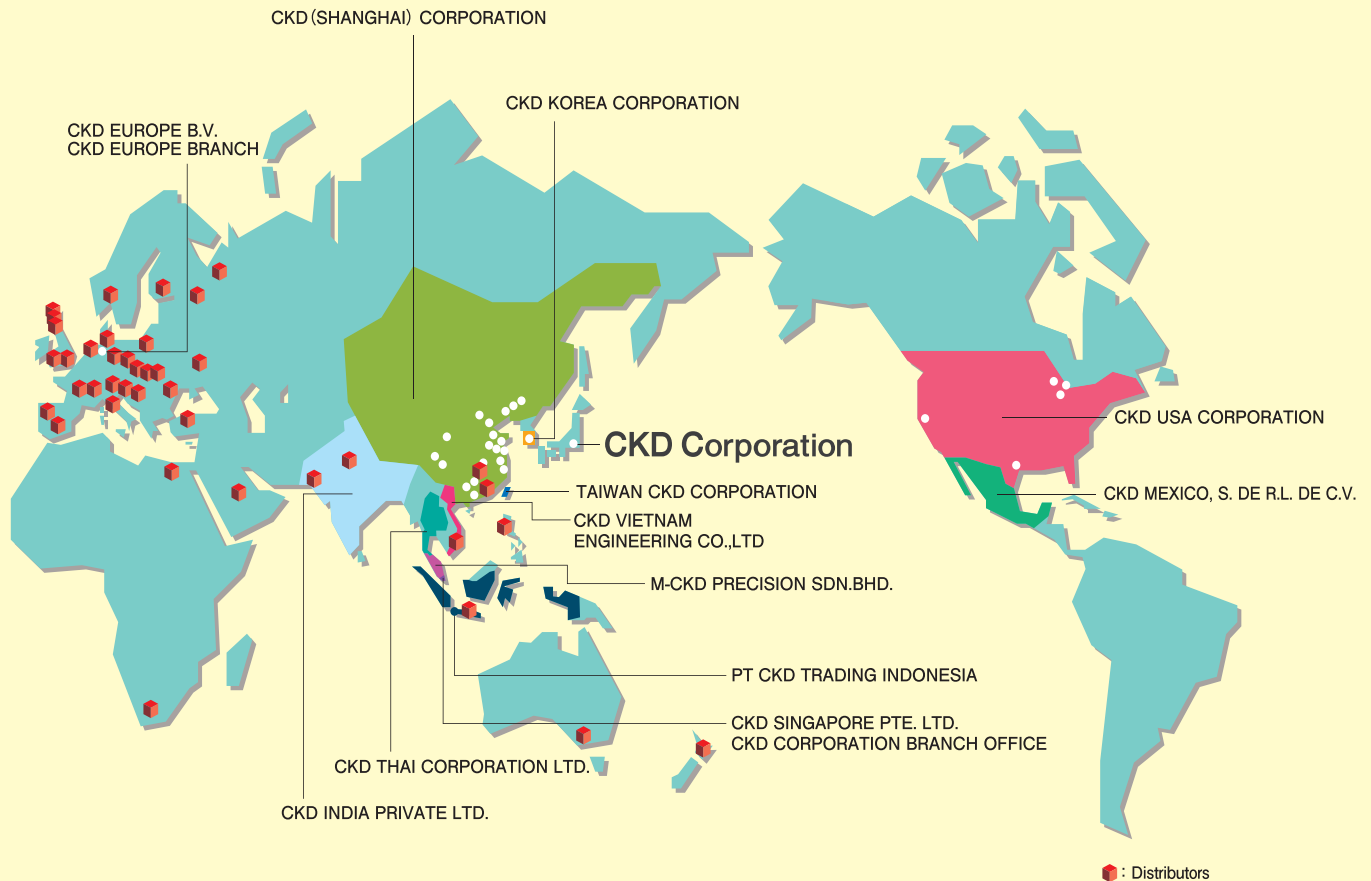 CKD(SHANGHAI) CORPORATION
CKD KOREA CORPORATION
CKD EUROPE B.V.
CKD EUROPE BRANCH
CKD USA CORPORATION
CKD Corporation
TAIWAN CKD CORPORATION
CKD MEXICO, S. DE R.L. DE C.V.
CKD VIETNAM
ENGINEERING CO.,LTD
M-CKD PRECISION SDN.BHD.
PT CKD TRADING INDONESIA
CKD SINGAPORE PTE. LTD.
CKD CORPORATION BRANCH OFFICE
CKD THAI CORPORATION LTD.
CKD INDIA PRIVATE LTD.
: Distributors